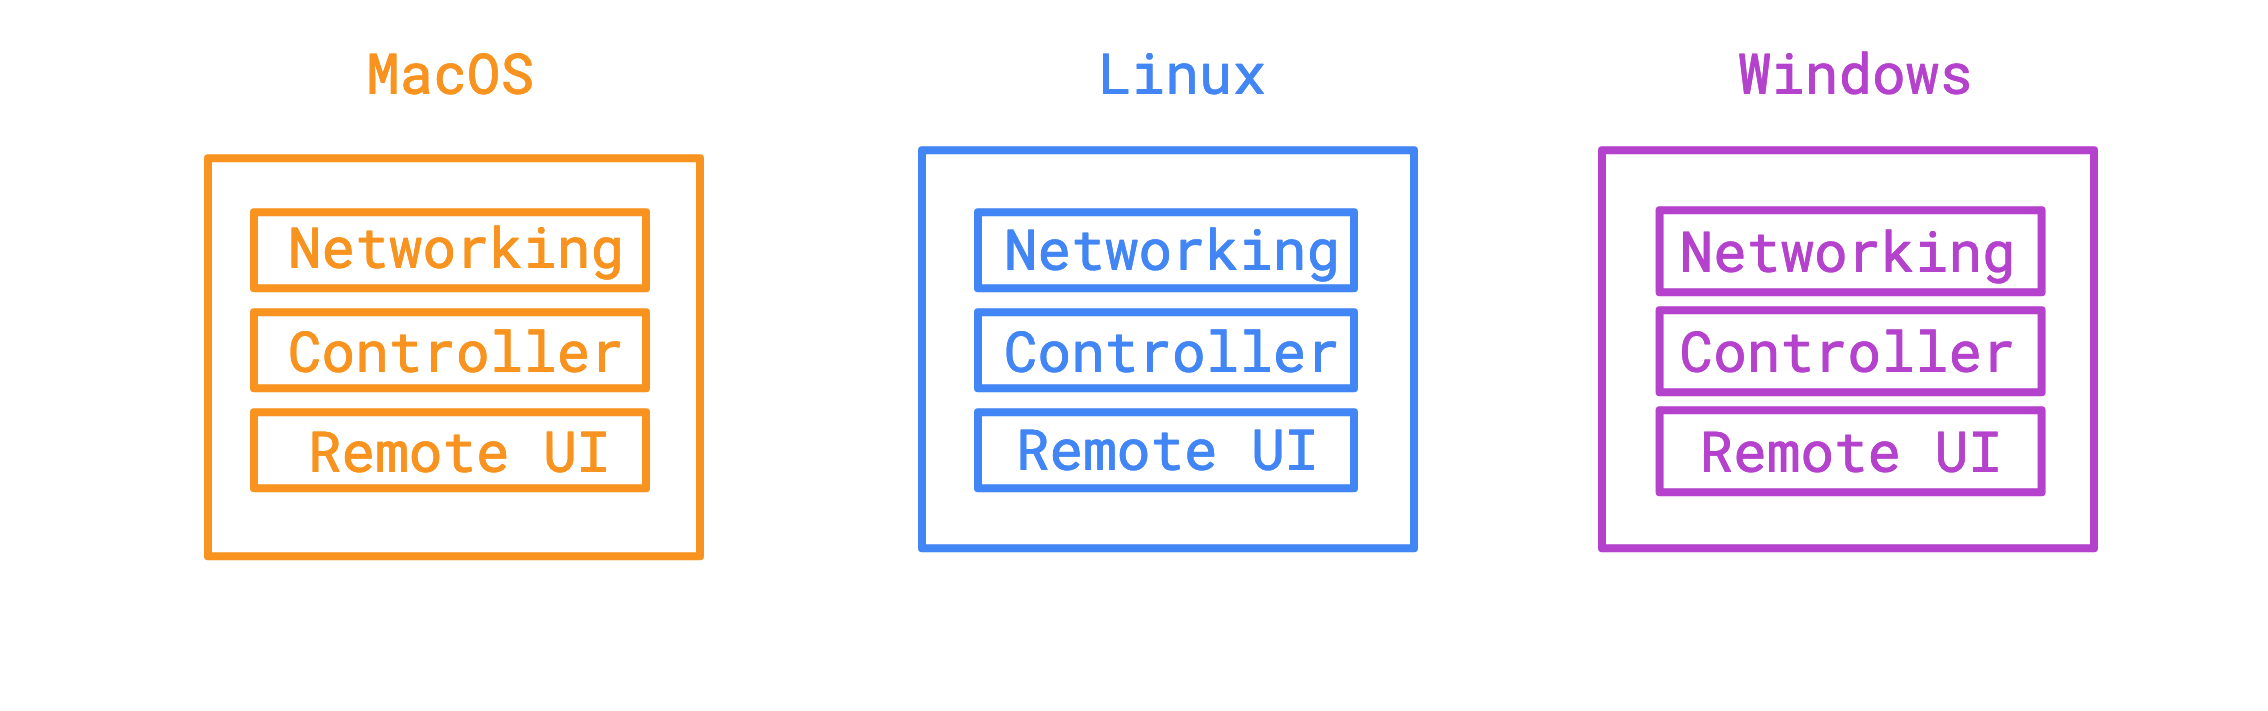 MacOS
Linux
Windows
Networking
Controller
Remote UI
Networking
Controller
Remote UI
Networking
Controller
Remote UI